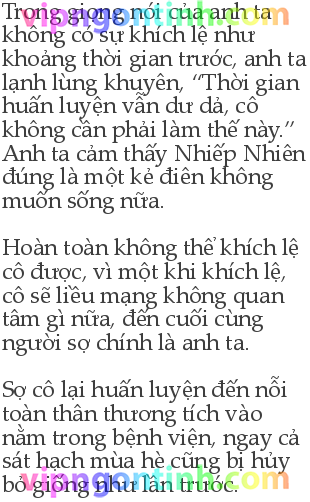 Trong giọng nói của anh ta
không có sự khích lệ như
khoảng thời gian trước, anh ta
lạnh lùng khuyên, “Thời gian
huấn luyện vẫn dư dả, cô
không cần phải làm thế này.”
Anh ta cảm thấy Nhiếp Nhiên
đúng là một kẻ điên không
muốn sống nữa.
Hoàn toàn không thể khích lệ
cô được, vì một khi khích lệ,
cô sẽ liều mạng không quan
tâm gì nữa, đến cuối cùng
người sợ chính là anh ta.
Sợ cô lại huấn luyện đến nỗi
toàn thân thương tích vào
nằm trong bệnh viện, ngay cả
sát hạch mùa hè cũng bị hủy
bỏ giống như lần trước.
vipngontinh.com
vipngontinh.com